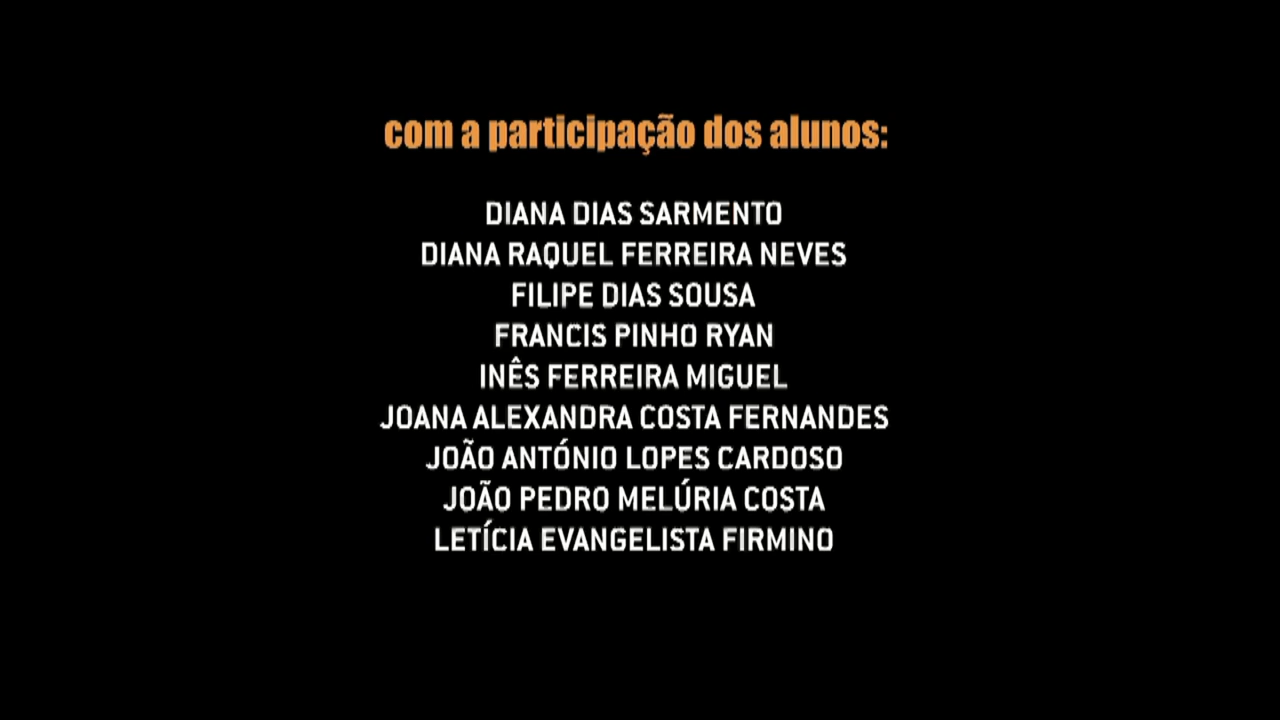 com a participação dos alunos:
DIANA DIAS SARMENTO
DIANA RAQUEL FERREIRA NEVES
FILIPE DIAS SOUSA
FRANCIS PINHO RYAN
INÊS FERREIRA MIGUEL
JOANA ALEXANDRA COSTA FERNANDES
JOÃO ANTÓNIO LOPES CARDOSO
JOÃO PEDRO MELÚRIA COSTA
LETÍCIA EVANGELISTA FIRMINO